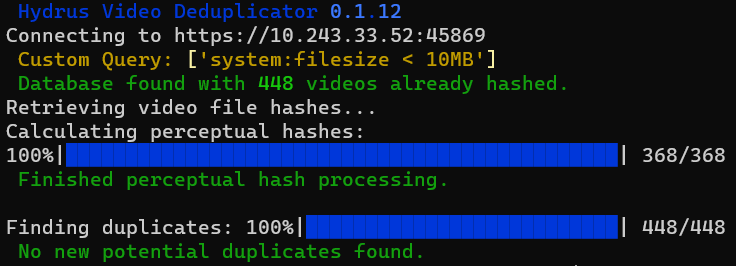 Hydrus Video Deduplicator 0.1.12
Connecting to https://10.243.33.52:45869
Custom Query: ['system:filesize < 10MB']
Database found with 448 videos already hashed.
Retrieving video file hashes...
Calculating perceptual hashes:
100%| | 368/368
Finished perceptual hash processing.
Finding duplicates: 100%| | 448/448
No new potential duplicates found.